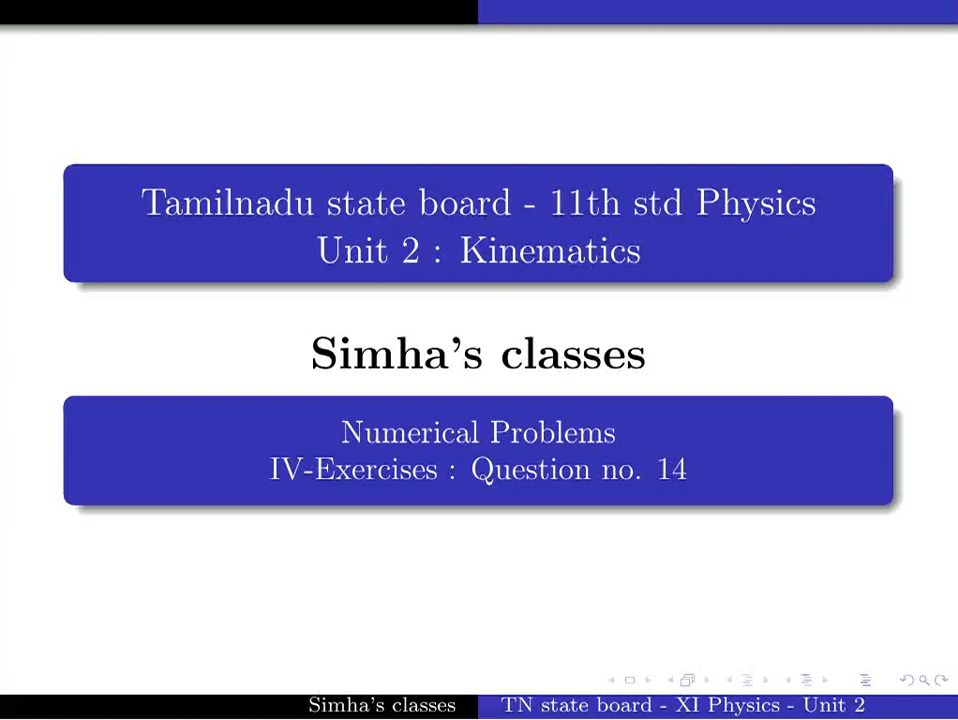 Tamilnadu state board - 11th std Physics
Unit 2 : Kinematics
Simha's classes
Numerical Problems
IV-Exercises : Question no. 14
Simha's classes TN state board - XI Physics - Unit 2